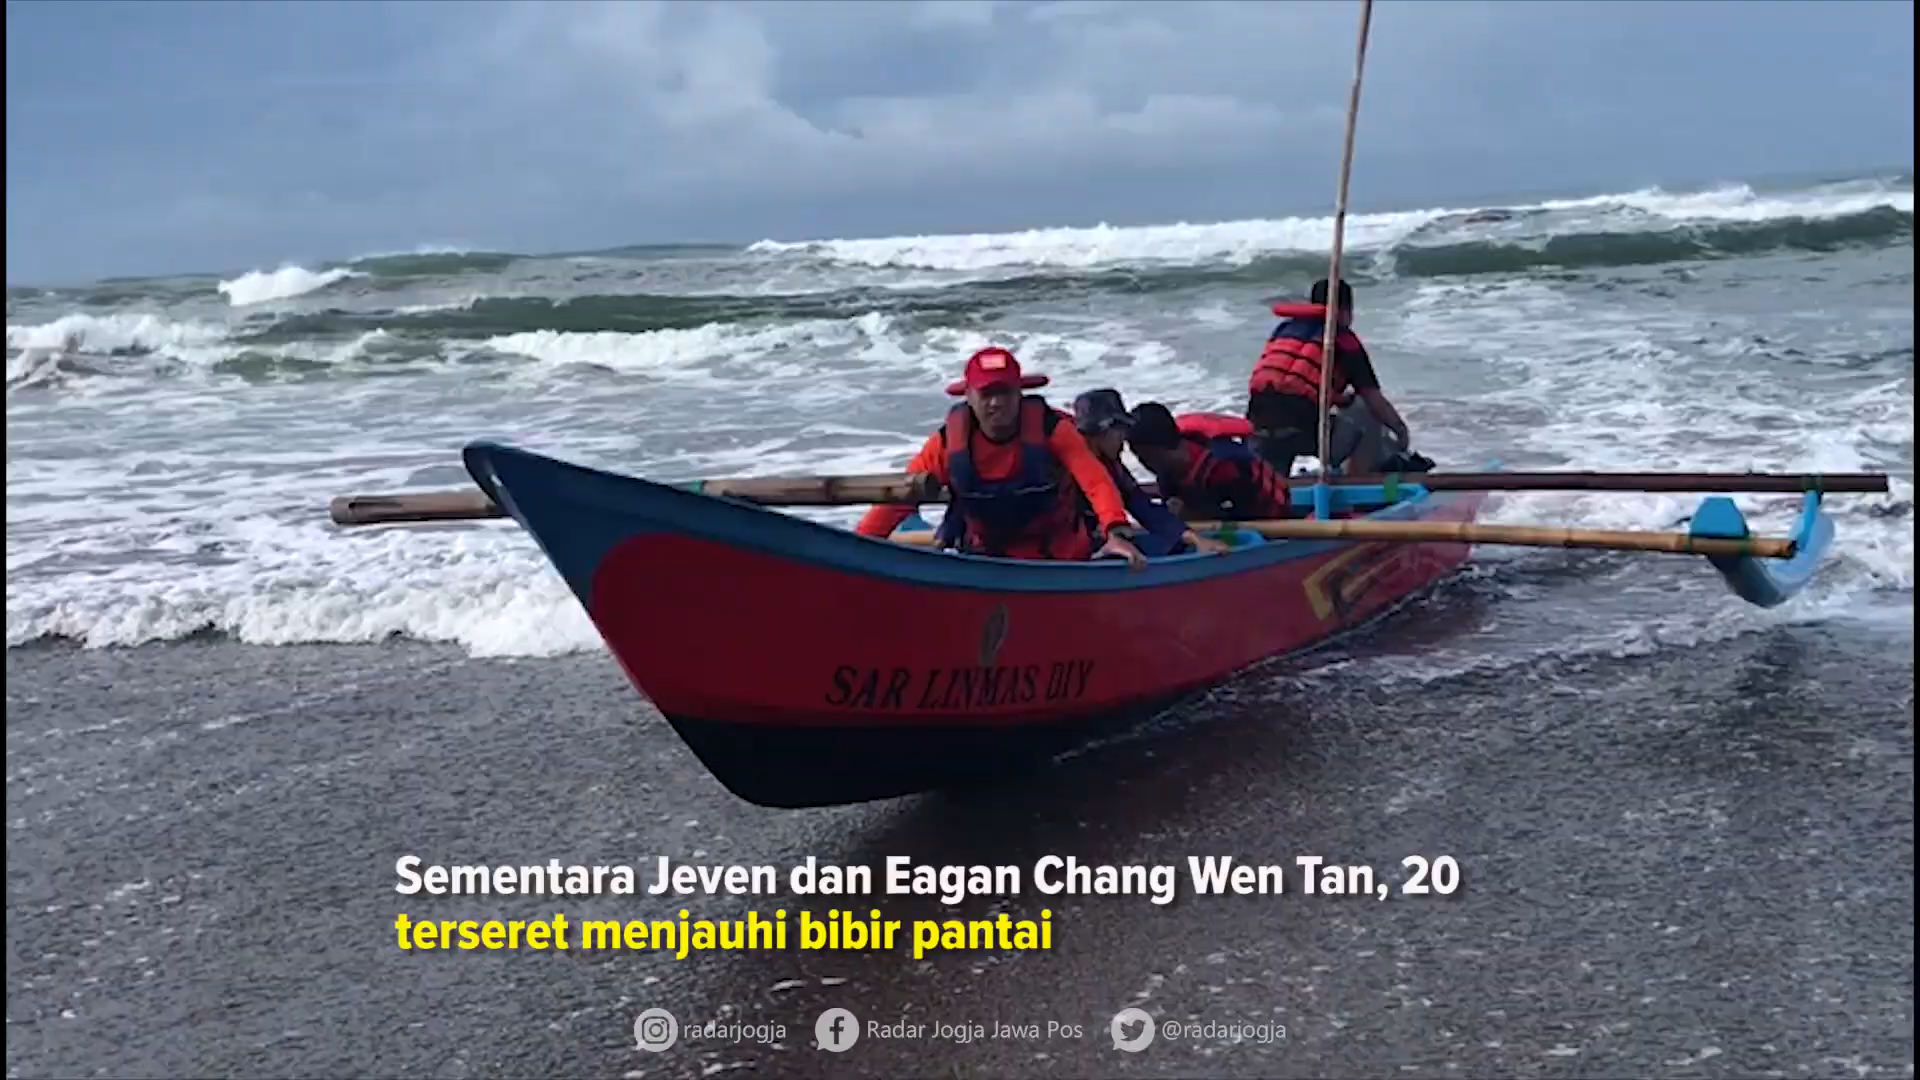 SAR LINMAS DIY
Sementara Jeven dan Eagan Chang Wen Tan, 20
terseret menjauhi bibir pantai
radarjogja
Radar Jogja Jawa Pos
@radarjogja